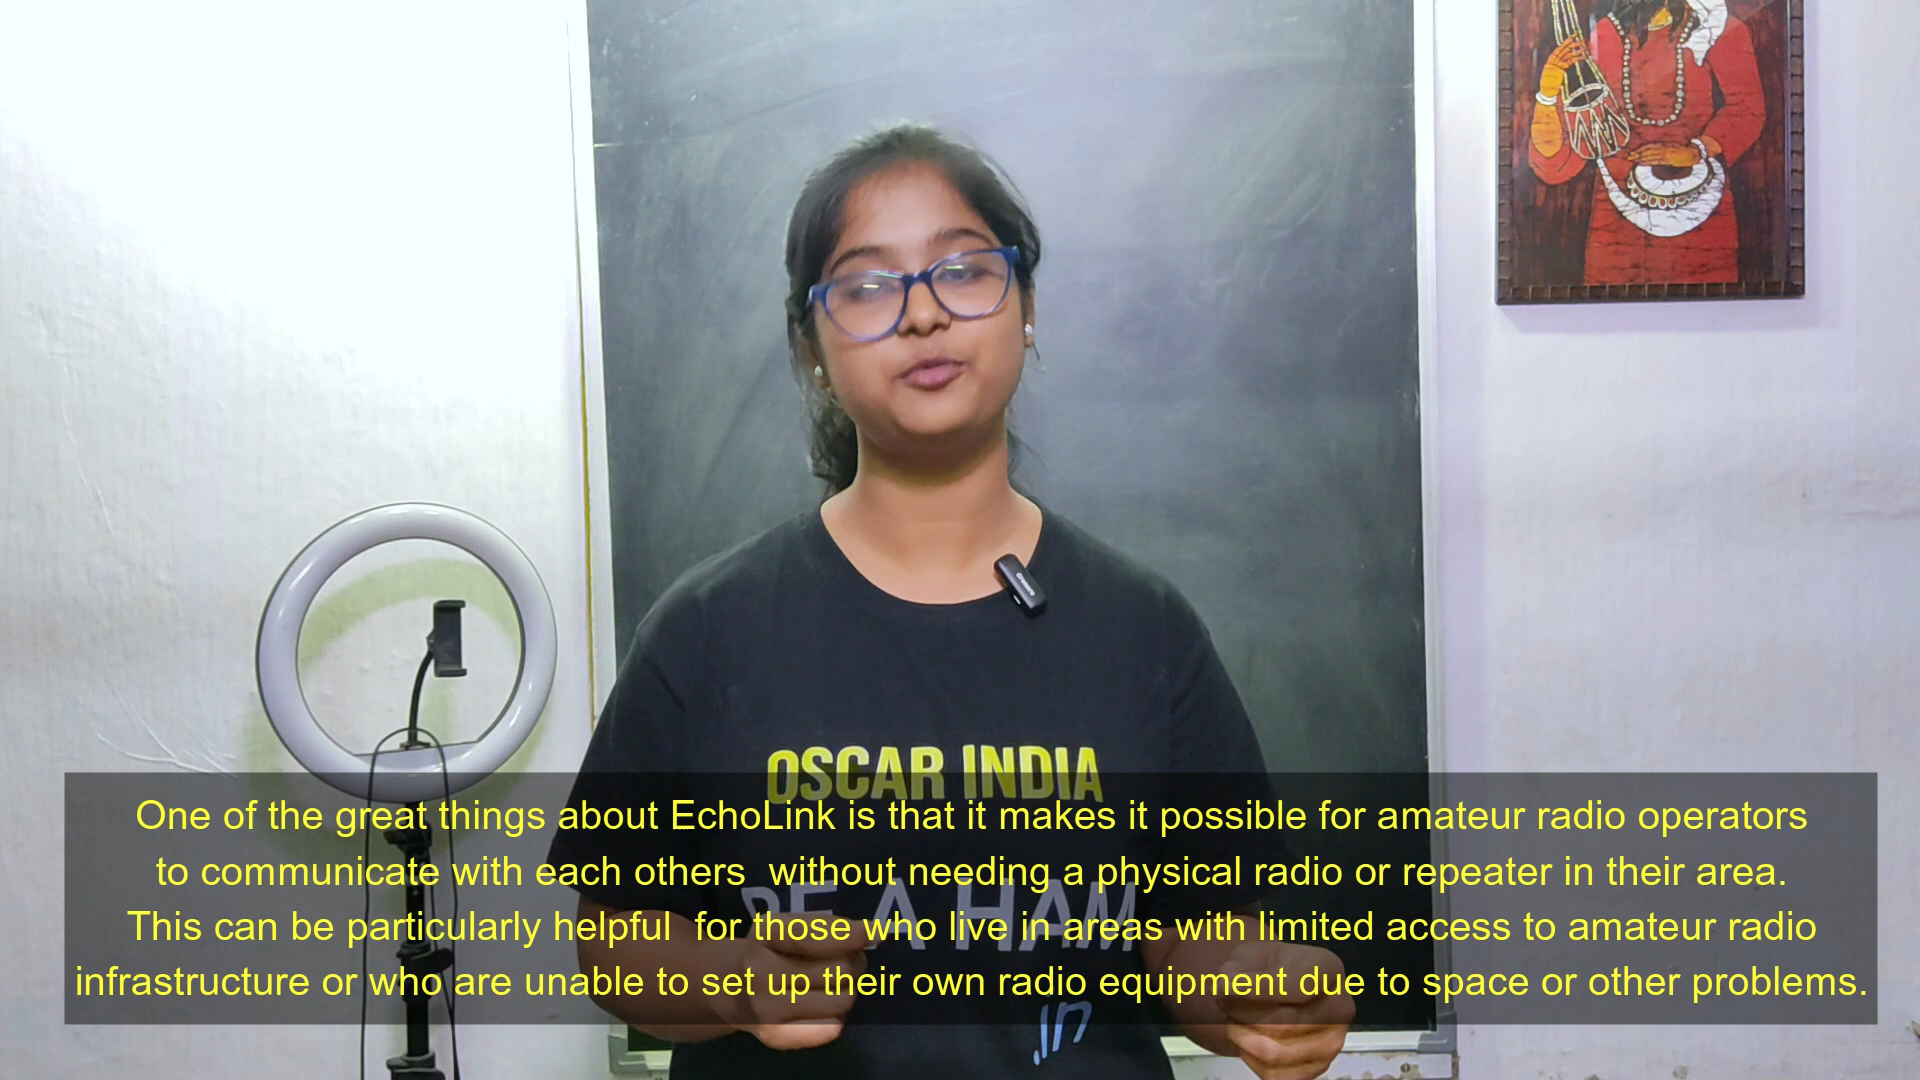 OSCAR INDIA
One of the great things about EchoLink is that it makes it possible for amateur radio operators
to communicate with each others  without needing a physical radio or repeater in their area.
This can be particularly helpful  for those who live in areas with limited access to amateur radio
infrastructure or who are unable to set up their own radio equipment due to space or other problems.
BE A HAM
.in